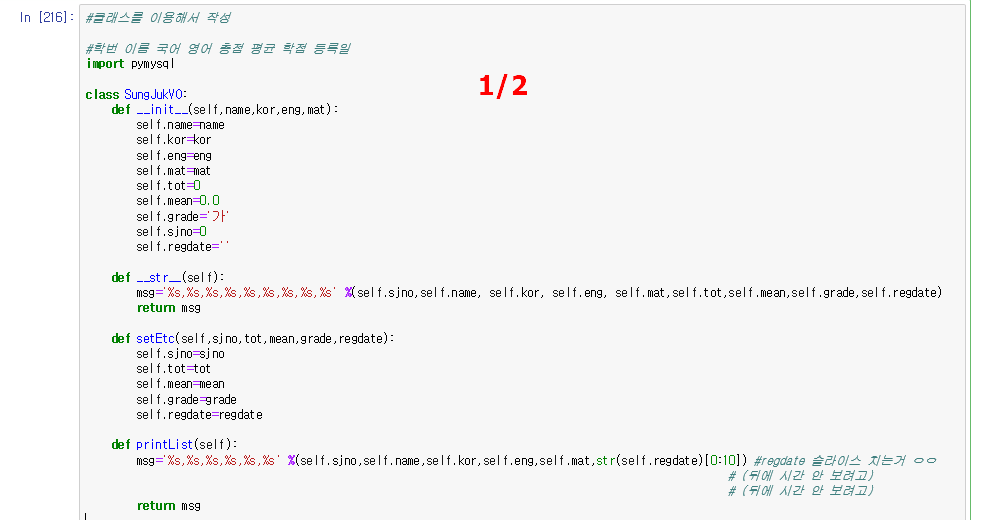 In [216]: #클래스를 이용해서 작성
#학번 이름 국어 영어 총점 평균 학점 등록일
import pymysql
1/2
class SungJukVO:
    def __init__(self,name,kor,eng,mat):
        self.name=name
        self.kor=kor
        self.eng=eng
        self.mat=mat
        self.tot=0
        self.mean=0.0
        self.grade='가'
        self.sjno=0
        self.regdate=''
    def __str__(self):
        msg='%s,%s,%s,%s,%s,%s,%s,%s,%s' %(self.sjno,self.name, self.kor, self.eng, self.mat,self.tot,self.mean,self.grade,self.regdate)
        return msg
    def setEtc(self,sjno,tot,mean,grade,regdate):
        self.sjno=sjno
        self.tot=tot
        self.mean=mean
        self.grade=grade
        self.regdate=regdate
    def printList(self):
        msg='%s,%s,%s,%s,%s,%s' %(self.sjno,self.name,self.kor,self.eng,self.mat,str(self.regdate)[0:10]) #regdate 슬라이스 치는거 ㅇㅇ
# (뒤에 시간 안 보려고)
# (뒤에 시간 안 보려고)
        return msg